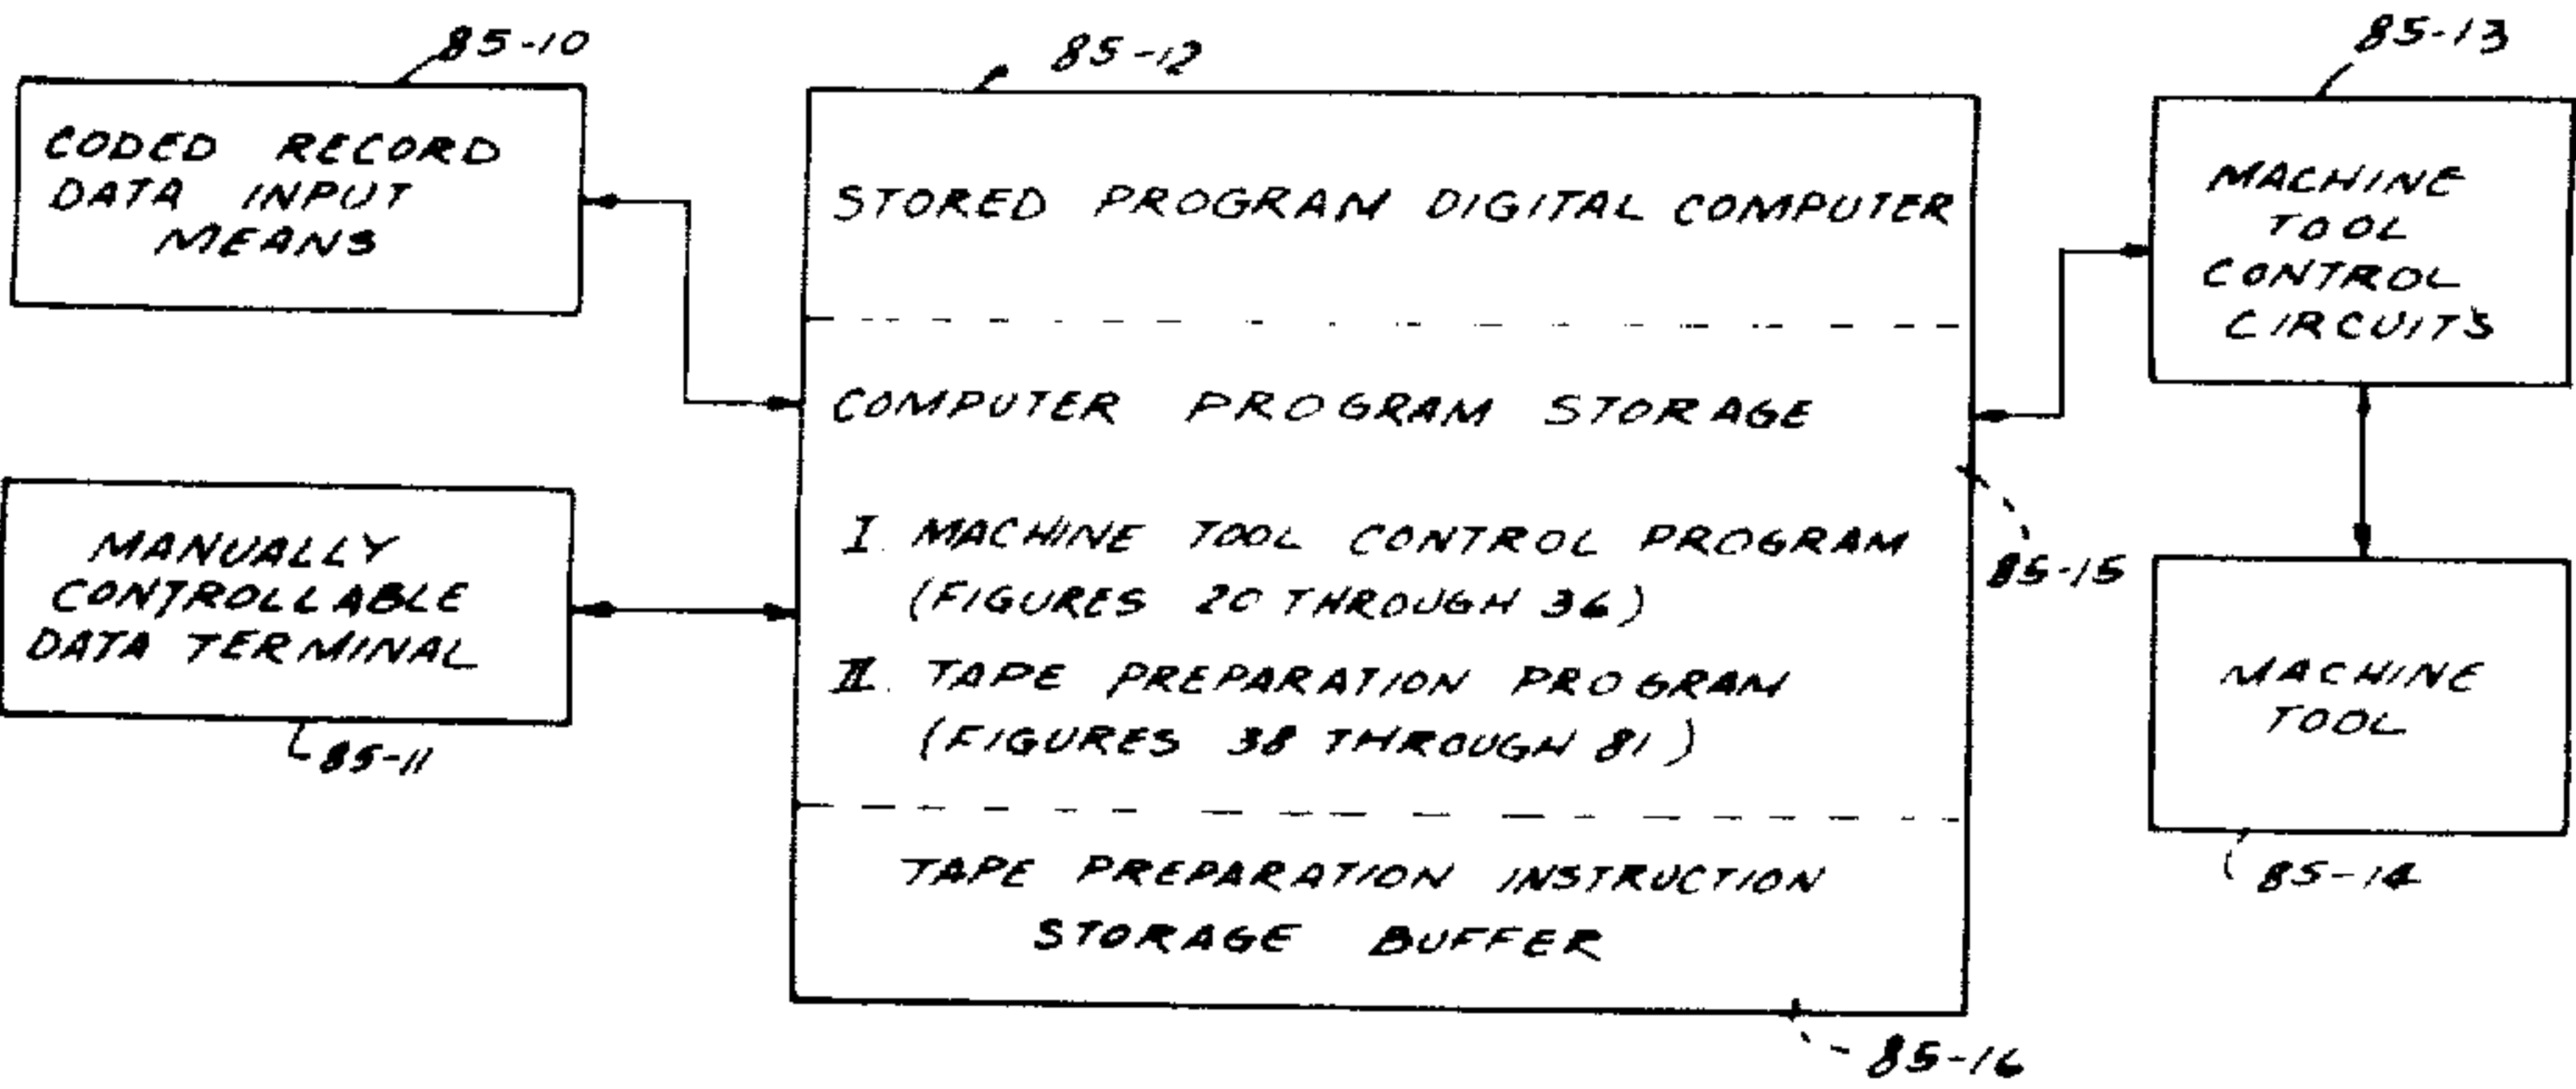 85-10
CODED RECORD
DATA INPUT
MEANS
MANUALLY
CONTROLLABLE
DATA TERMINAL
85-11
85-12
STORED PROGRAM DIGITAL COMPUTER
COMPUTER PROGRAM STORAGE
I. MACHINE TOOL CONTROL PROGRAM
(FIGURES 20 THROUGH 36)
II. TAPE PREPARATION PROGRAM
(FIGURES 38 THROUGH 81)
85-15
TAPE PREPARATION INSTRUCTION
STORAGE BUFFER
85-16
85-13
MACHINE
TOOL
CONTROL
CIRCUITS
MACHINE
TOOL
85-14